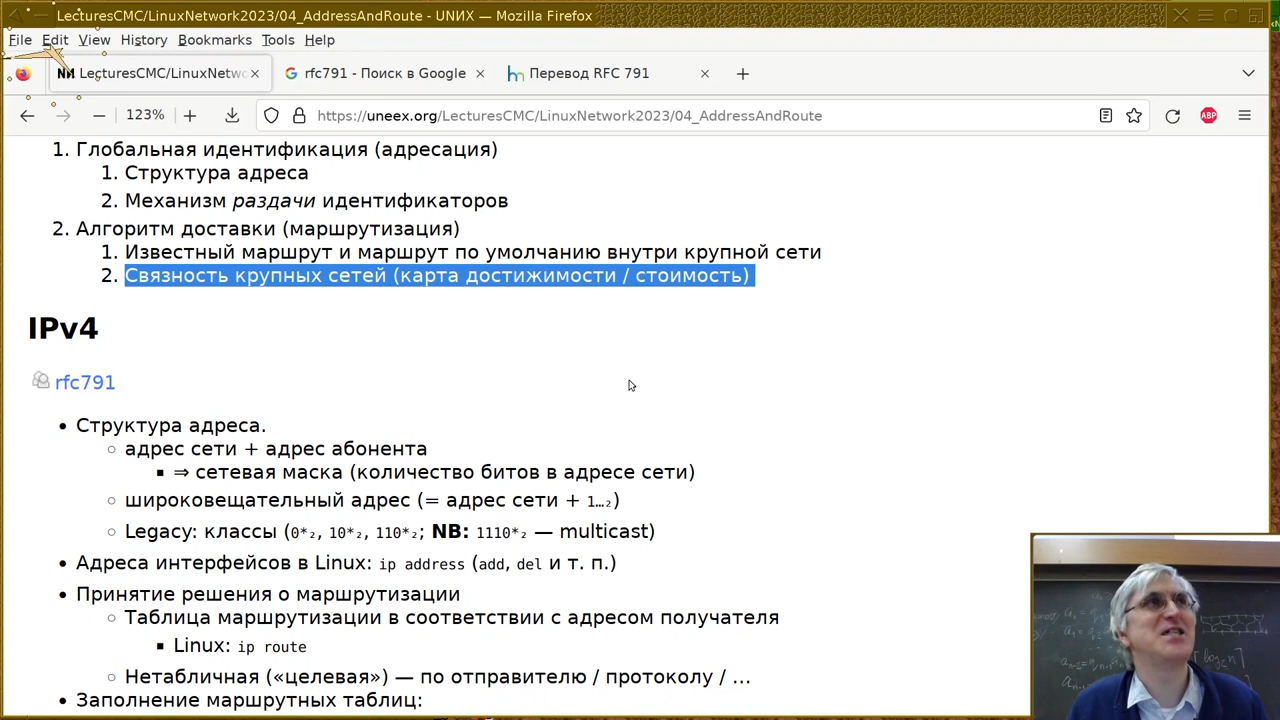 LecturesCMC/LinuxNetwork2023/04_AddressAndRoute - UNИX — Mozilla Firefox
File Edit View History Bookmarks Tools Help
LecturesCMC/LinuxNetwo
rfc791 - Поиск в Google
Перевод RFC 791
123%
https://uneex.org/LecturesCMC/LinuxNetwork2023/04_AddressAndRoute
ABP
1. Глобальная идентификация (адресация)
1. Структура адреса
2. Механизм раздачи идентификаторов
2. Алгоритм доставки (маршрутизация)
1. Известный маршрут и маршрут по умолчанию внутри крупной сети
2. Связность крупных сетей (карта достижимости / стоимость)
IPv4
rfc791
• Структура адреса.
◦ адрес сети + адрес абонента
▪ ⇒ сетевая маска (количество битов в адресе сети)
◦ широковещательный адрес (= адрес сети + 1…₂)
◦ Legacy: классы (0*₂, 10*₂, 110*₂; NB: 1110*₂ — multicast)
• Адреса интерфейсов в Linux: ip address (add, del и т. п.)
• Принятие решения о маршрутизации
◦ Таблица маршрутизации в соответствии с адресом получателя
▪ Linux: ip route
◦ Нетабличная («целевая») — по отправителю / протоколу / …
• Заполнение маршрутных таблиц: